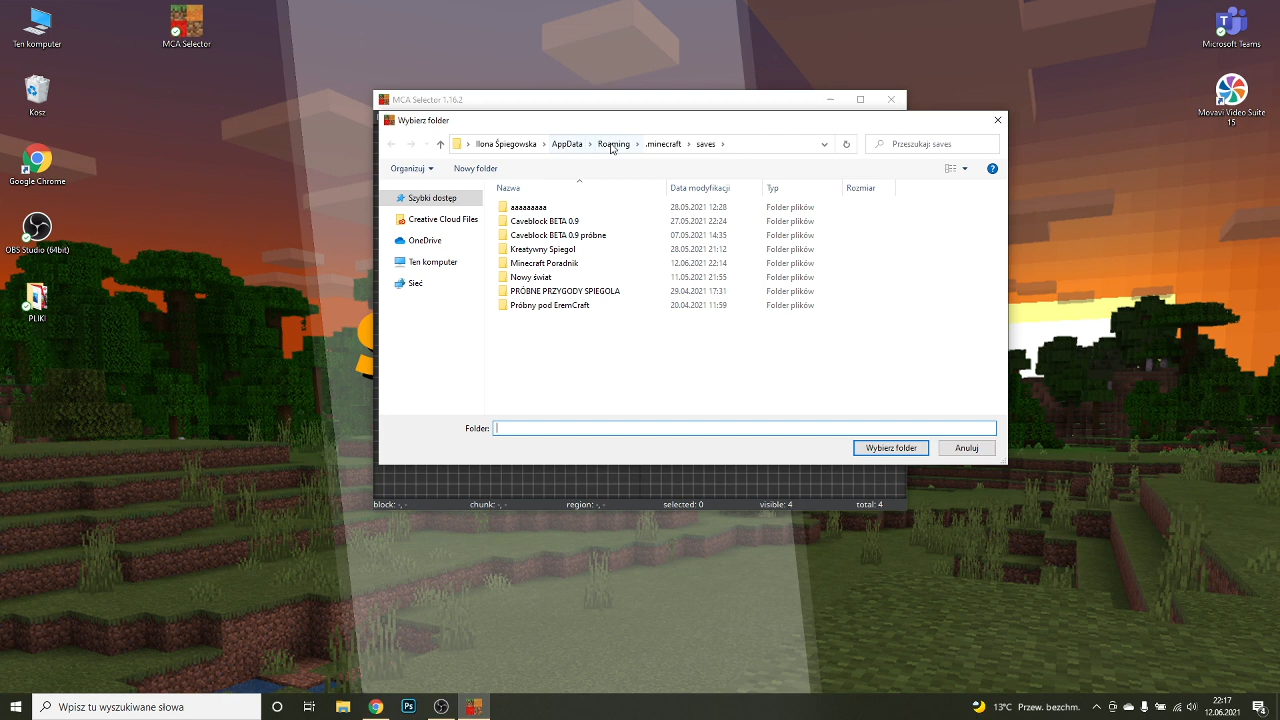 Ten komputer
MCA Selector
Microsoft Teams
Kosz
Movavi Video Suite
15
Google Chrome
OBS Studio (64bit)
PLIKI
MCA Selector 1.16.2
Wybierz folder
Ilona Śpiegowska > AppData > Roaming > .minecraft > saves >
Przeszukaj: saves
Organizuj
Nowy folder
Nazwa
Data modyfikacji
Typ
Rozmiar
Szybki dostęp
Creative Cloud Files
OneDrive
Ten komputer
Sieć
aaaaaaaaa 28.05.2021 12:28 Folder plików
Caveblock BETA 0.9 27.05.2021 22:24 Folder plików
Caveblock BETA 0.9 próbne 07.05.2021 14:35 Folder plików
Kreatywny Spiegol 28.05.2021 21:12 Folder plików
Minecraft Poradnik 12.06.2021 22:14 Folder plików
Nowy świat 11.05.2021 21:55 Folder plików
PRÓBNE PRZYGODY SPIEGOLA 29.04.2021 17:31 Folder plików
Próbny pod EremCraft 20.04.2021 11:59 Folder plików
Folder:
Wybierz folder
Anuluj
block: -, -
chunk: -, -
region: -, -
selected: 0
visible: 4
total: 4
Wpisz tu wyszukiwane słowa
Ps
13°C Przew. bezchm.
22:17
12.06.2021